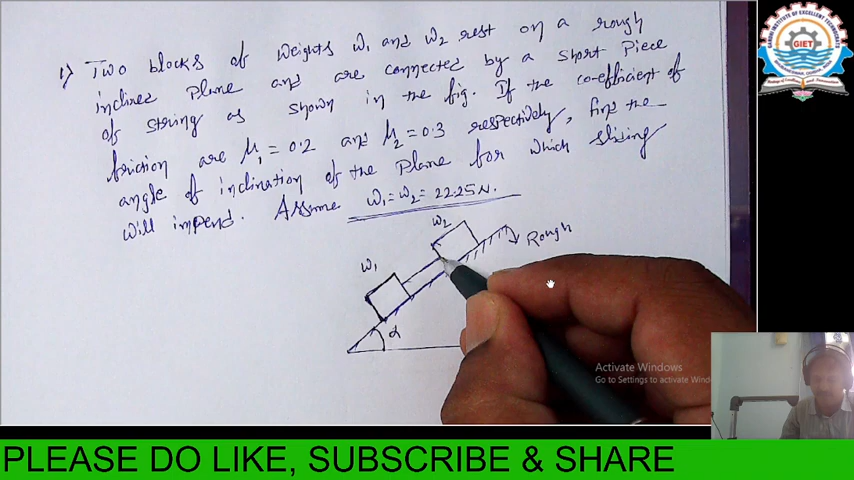 1) Two blocks of weights W1 and W2 rest on a rough
inclined plane and are connected by a short piece
of string as shown in the fig. If the co-efficient of
friction are μ1 = 0.2 and μ2 = 0.3 respectively, find the
angle of inclination of the plane for which sliding
will impend. Assume W1 = W2 = 22.25 N.
W2
Rough
W1
α
GIET
Activate Windows
Go to Settings to activate Wind
PLEASE DO LIKE, SUBSCRIBE & SHARE